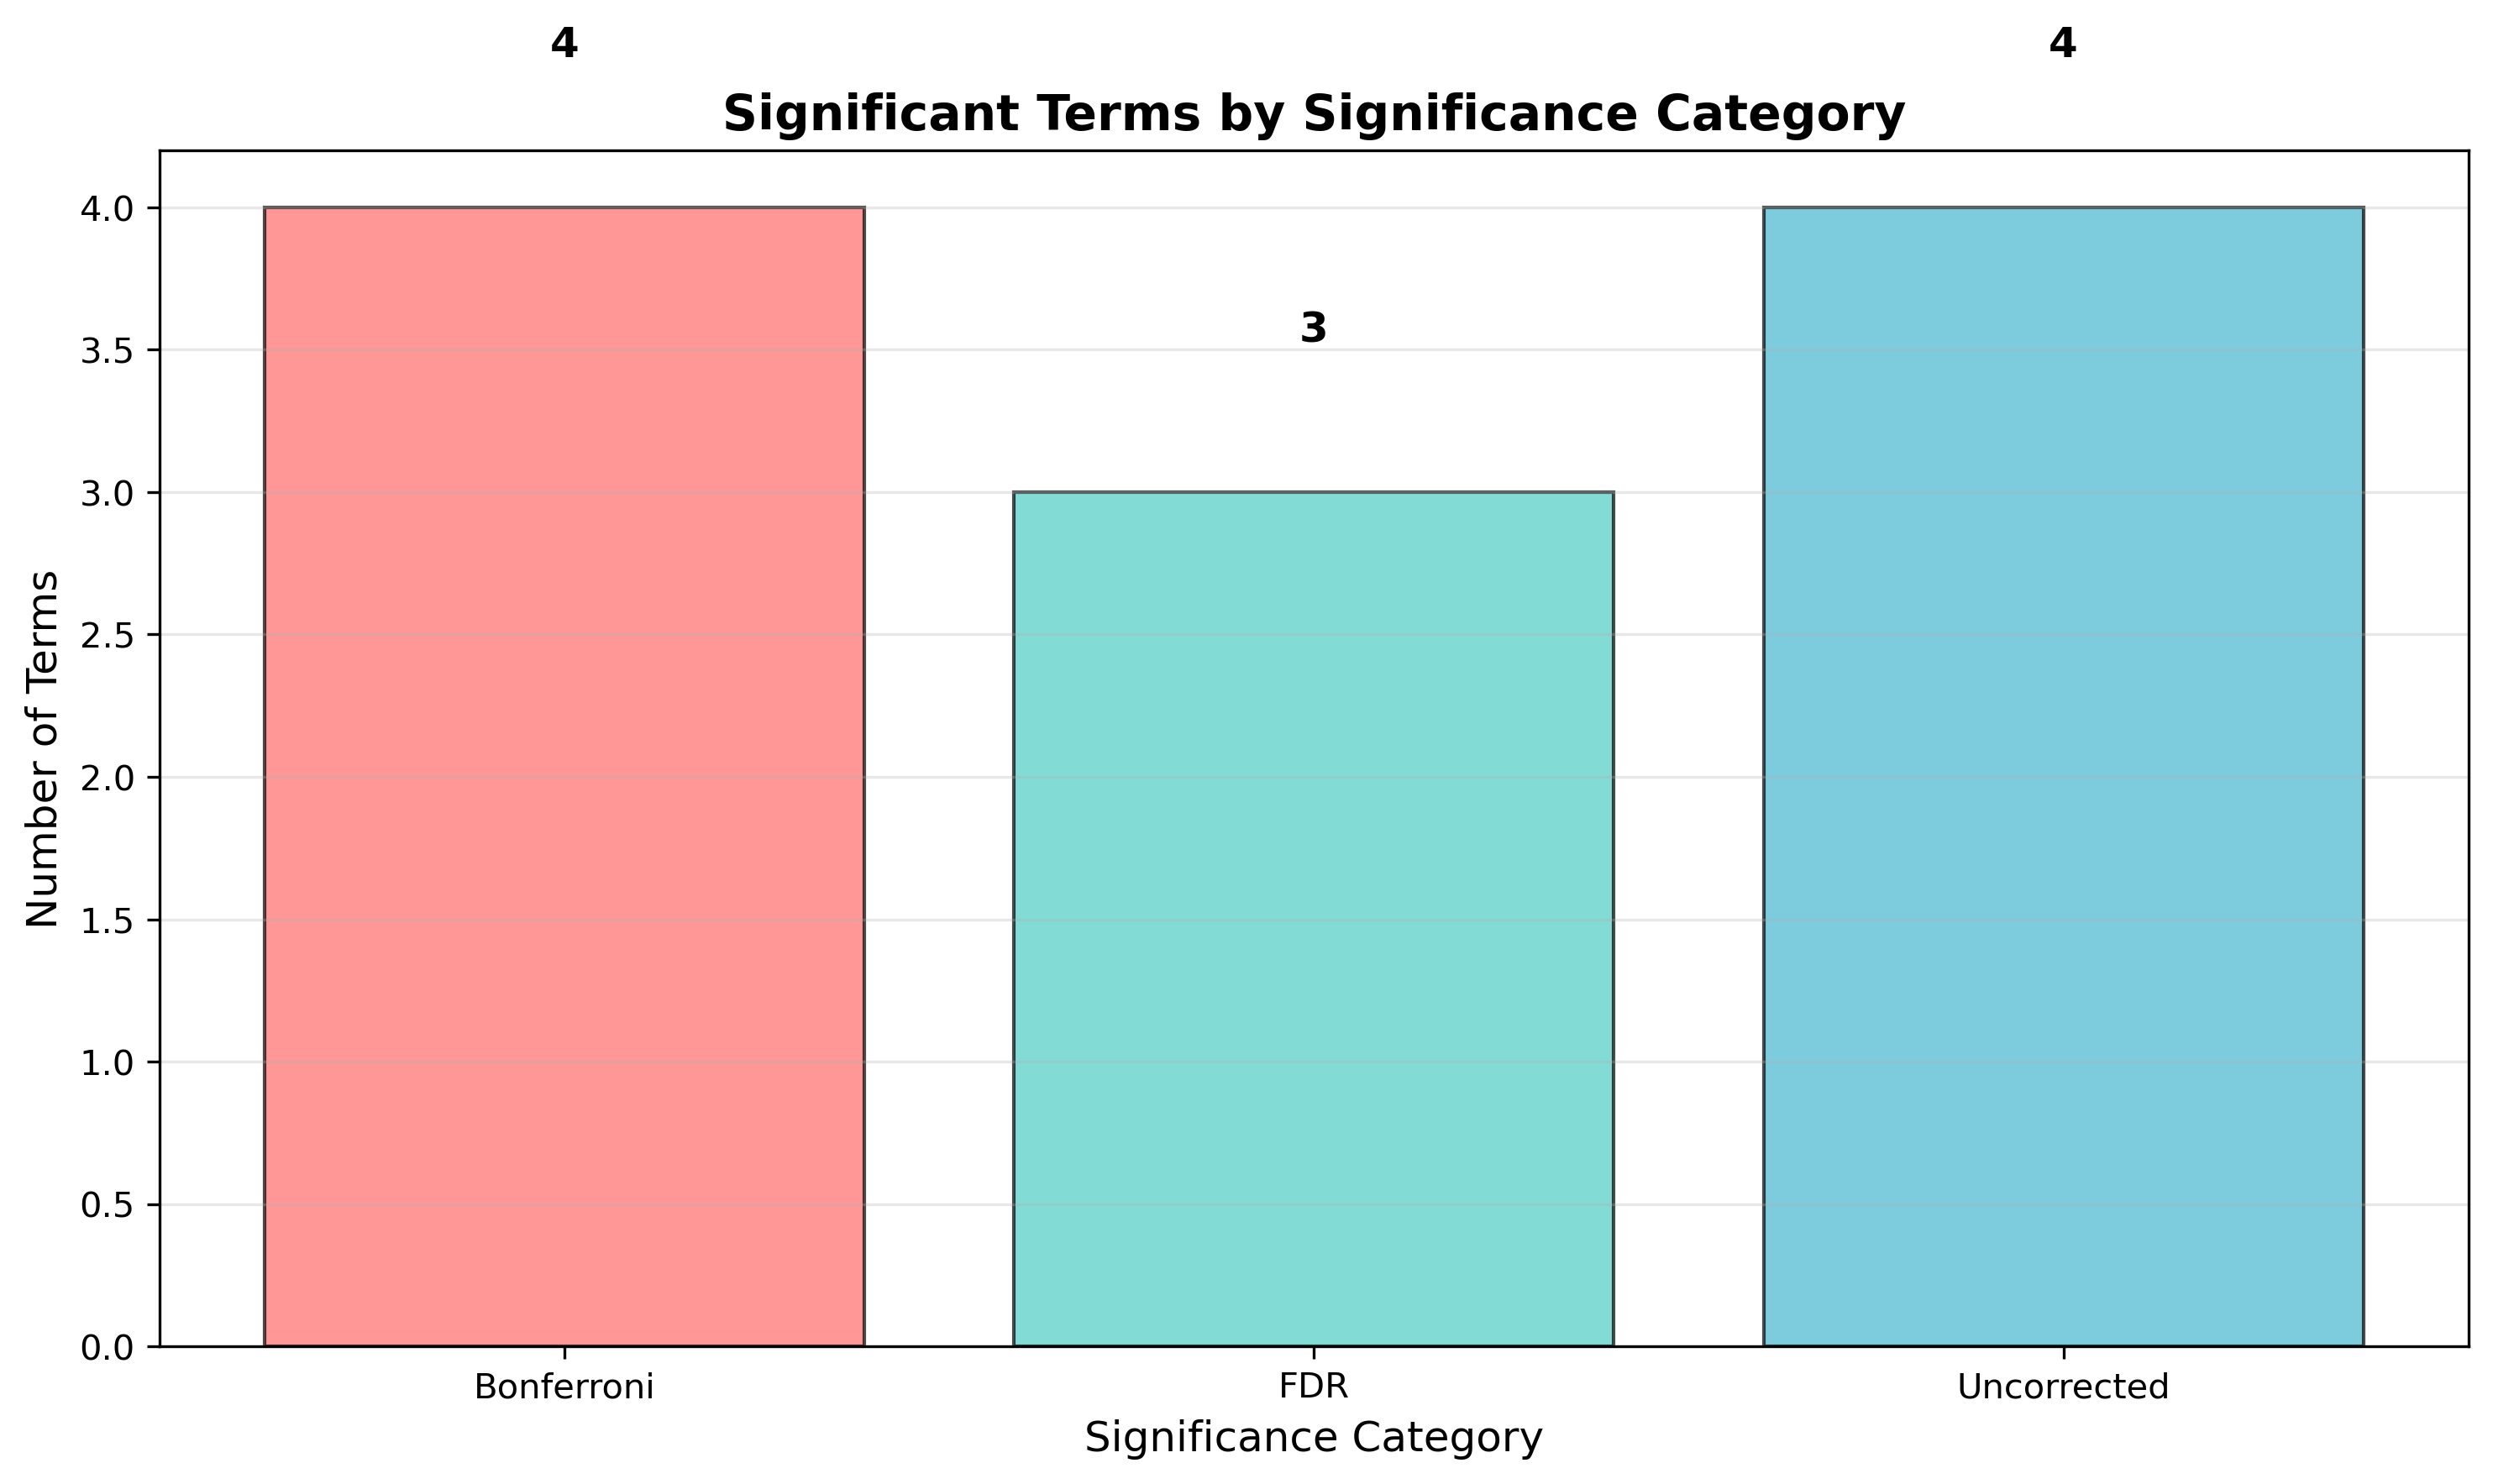 4
4
Significant Terms by Significance Category
4.0
3.5
3
3.0
2.5
2.0
1.5
1.0
0.5
0.0
Number of Terms
Bonferroni
FDR
Uncorrected
Significance Category